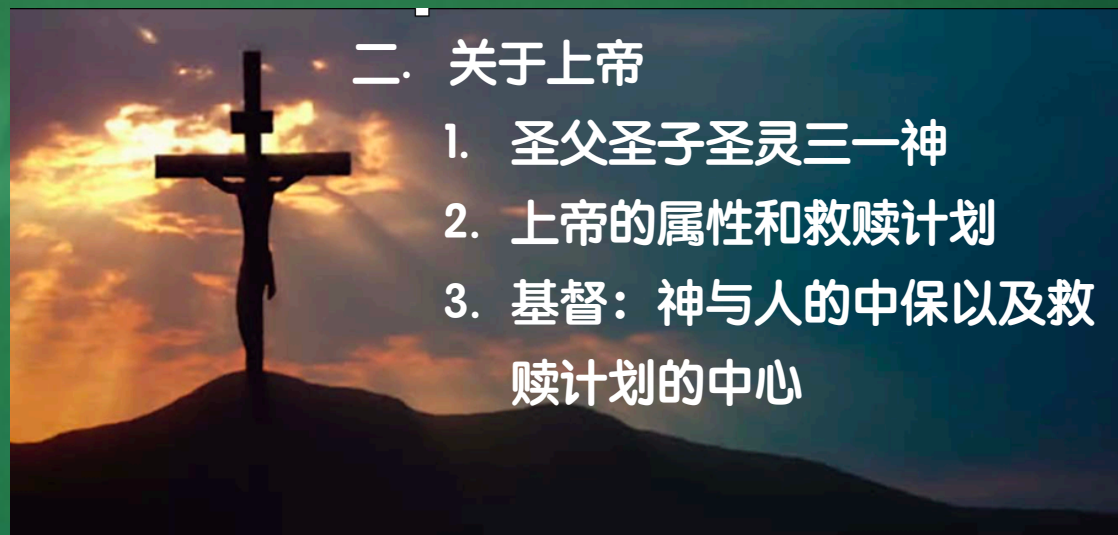 二. 关于上帝
1. 圣父圣子圣灵三一神
2. 上帝的属性和救赎计划
3. 基督：神与人的中保以及救
赎计划的中心